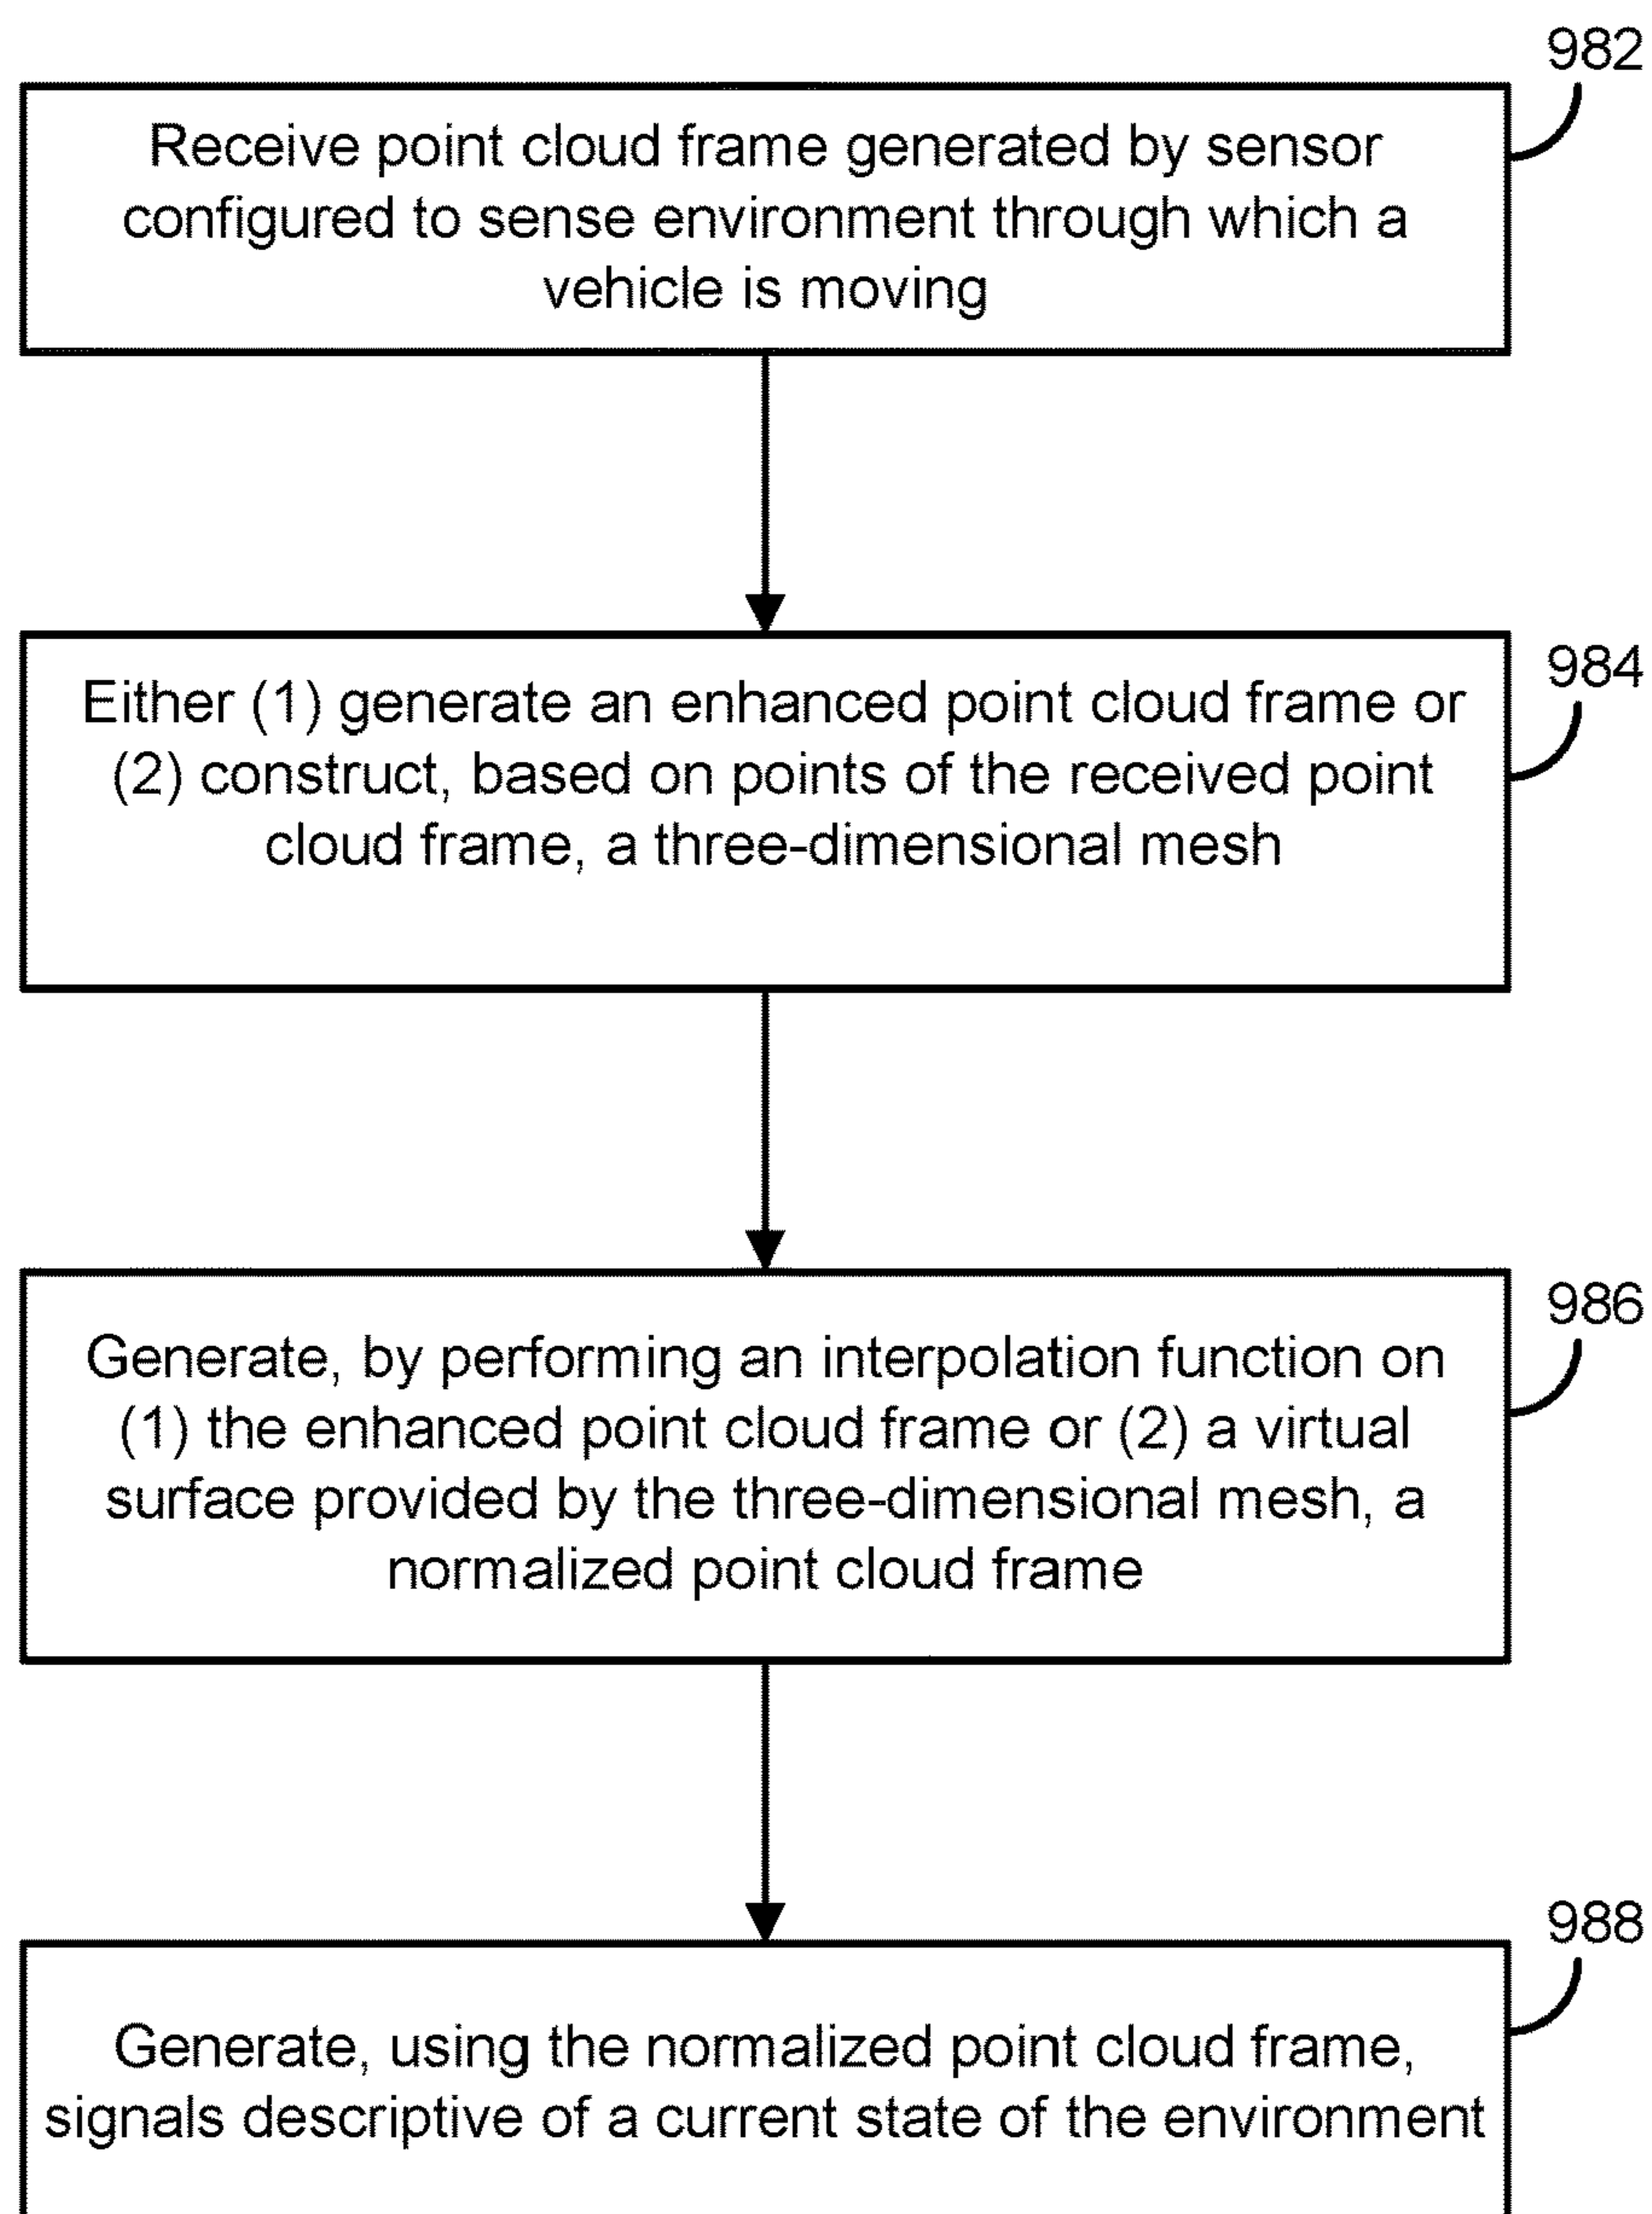 982
Receive point cloud frame generated by sensor
configured to sense environment through which a
vehicle is moving
984
Either (1) generate an enhanced point cloud frame or
(2) construct, based on points of the received point
cloud frame, a three-dimensional mesh
986
Generate, by performing an interpolation function on
(1) the enhanced point cloud frame or (2) a virtual
surface provided by the three-dimensional mesh, a
normalized point cloud frame
988
Generate, using the normalized point cloud frame,
signals descriptive of a current state of the environment